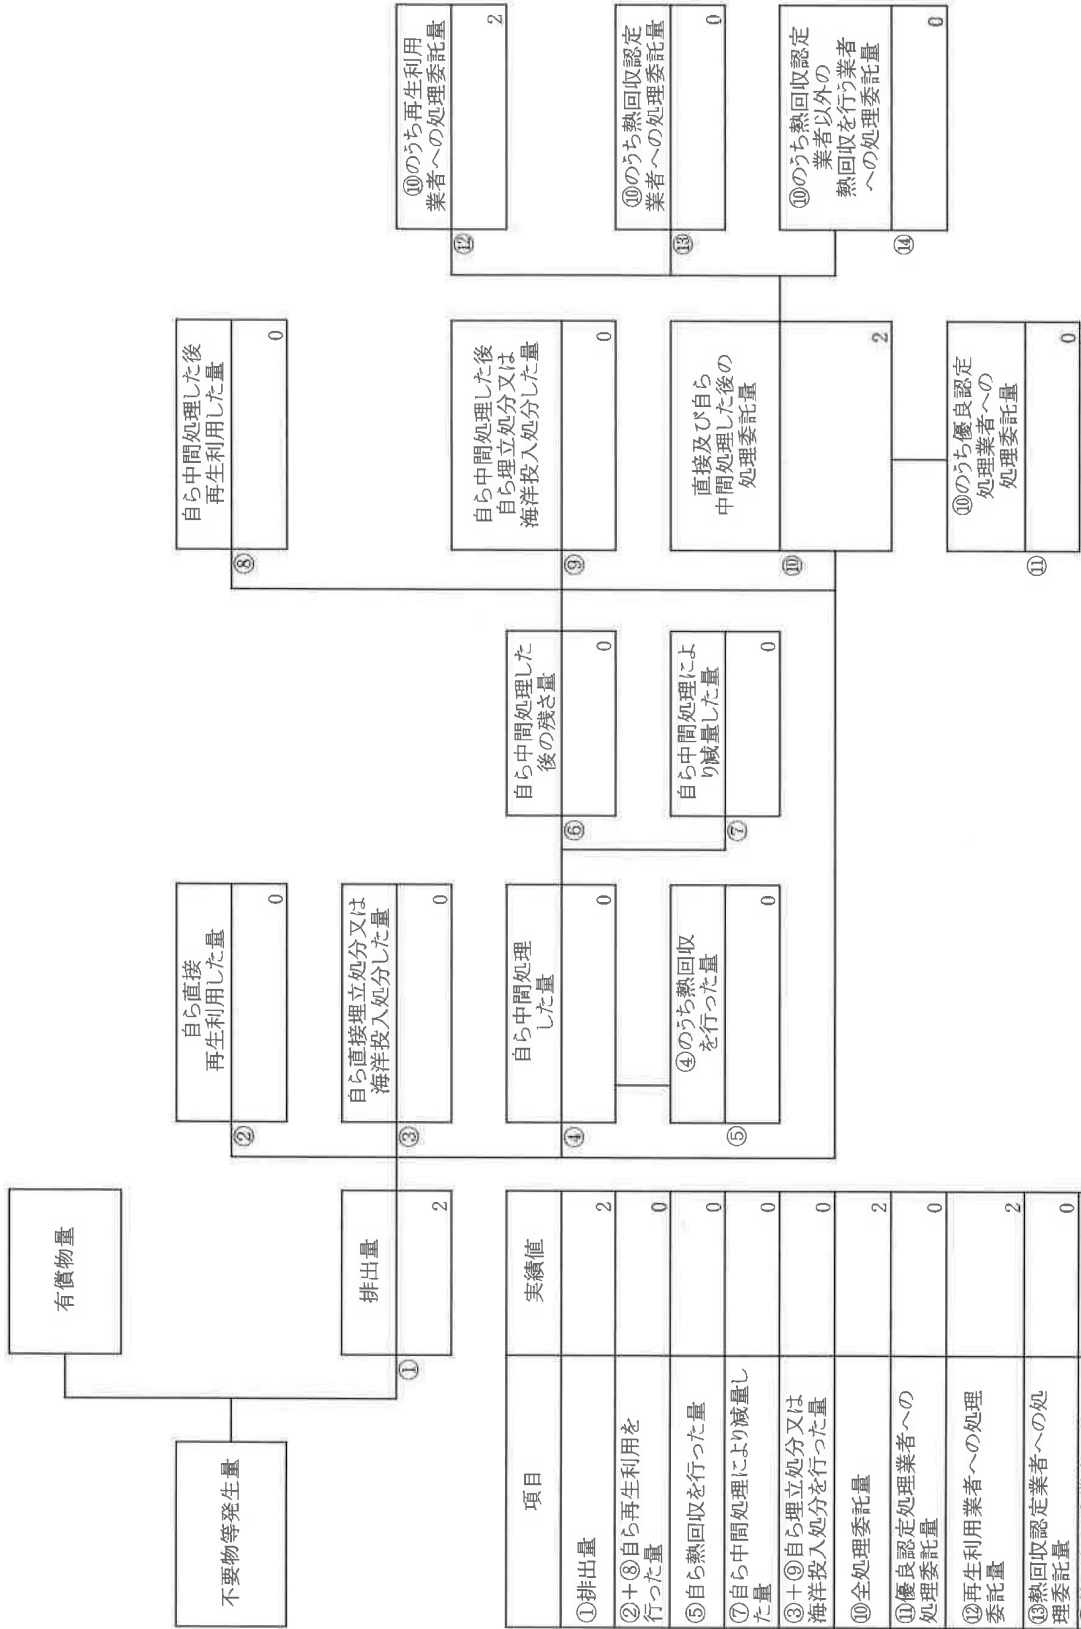 有償物量
不要物等発生量
①
排出量
2
②
自ら直接
再生利用した量
0
③
自ら直接埋立処分又は
海洋投入処分した量
0
④
自ら中間処理
した量
0
⑤
④のうち熱回収
を行った量
0
⑥
自ら中間処理した
後の残さ量
0
⑦
自ら中間処理によ
り減量した量
0
⑧
自ら中間処理した後
再生利用した量
0
⑨
自ら中間処理した後
自ら埋立処分又は
海洋投入処分した量
0
⑩
直接及び自ら
中間処理した後の
処理委託量
2
⑪
⑩のうち優良認定
処理業者への
処理委託量
0
⑫
⑩のうち再生利用
業者への処理委託量
2
⑬
⑩のうち熱回収認定
業者への処理委託量
0
⑭
⑩のうち熱回収認定
業者以外の
熱回収を行う業者
への処理委託量
0
項目 実績値
①排出量 2
②+⑧自ら再生利用を
行った量 0
⑤自ら熱回収を行った量 0
⑦自ら中間処理により減量し
た量 0
③+⑨自ら埋立処分又は
海洋投入処分を行った量 0
⑩全処理委託量 2
⑪優良認定処理業者への
処理委託量 0
⑫再生利用業者への処理
委託量 2
⑬熱回収認定業者への処
理委託量 0